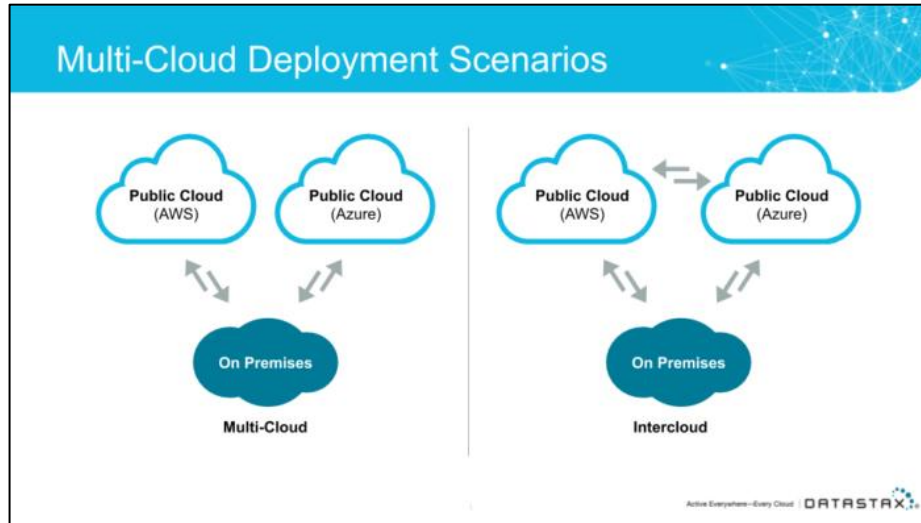 Multi-Cloud Deployment Scenarios
Public Cloud
(AWS)
Public Cloud
(Azure)
On Premises
Multi-Cloud
Public Cloud
(AWS)
Public Cloud
(Azure)
On Premises
Intercloud
Active Everywhere—Every Cloud | DATASTAX